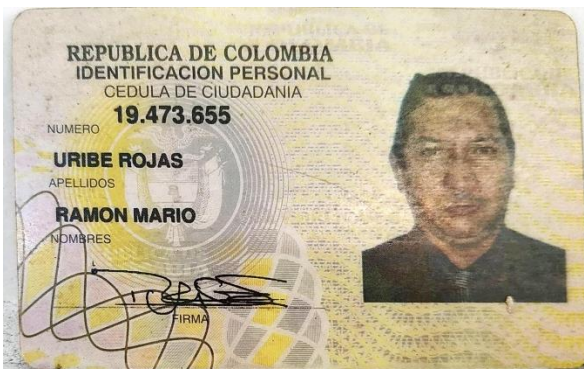 REPUBLICA DE COLOMBIA
IDENTIFICACION PERSONAL
CEDULA DE CIUDADANIA
19.473.655
NUMERO
URIBE ROJAS
APELLIDOS
RAMON MARIO
NOMBRES
FIRMA